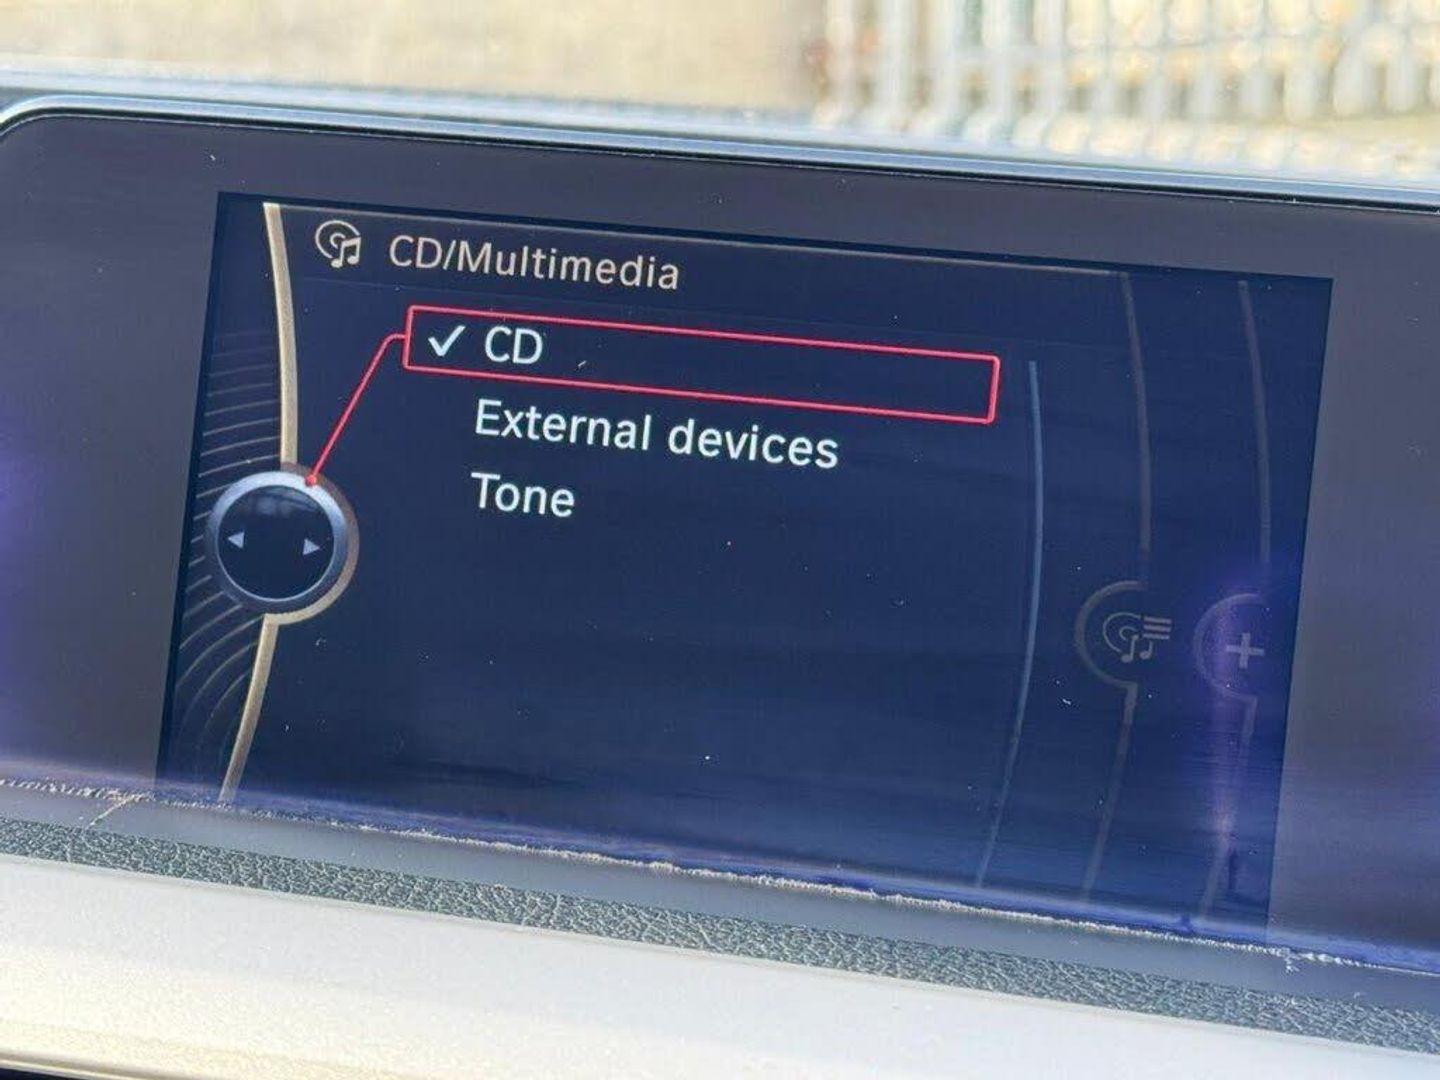 CD/Multimedia
✓ CD
External devices
Tone